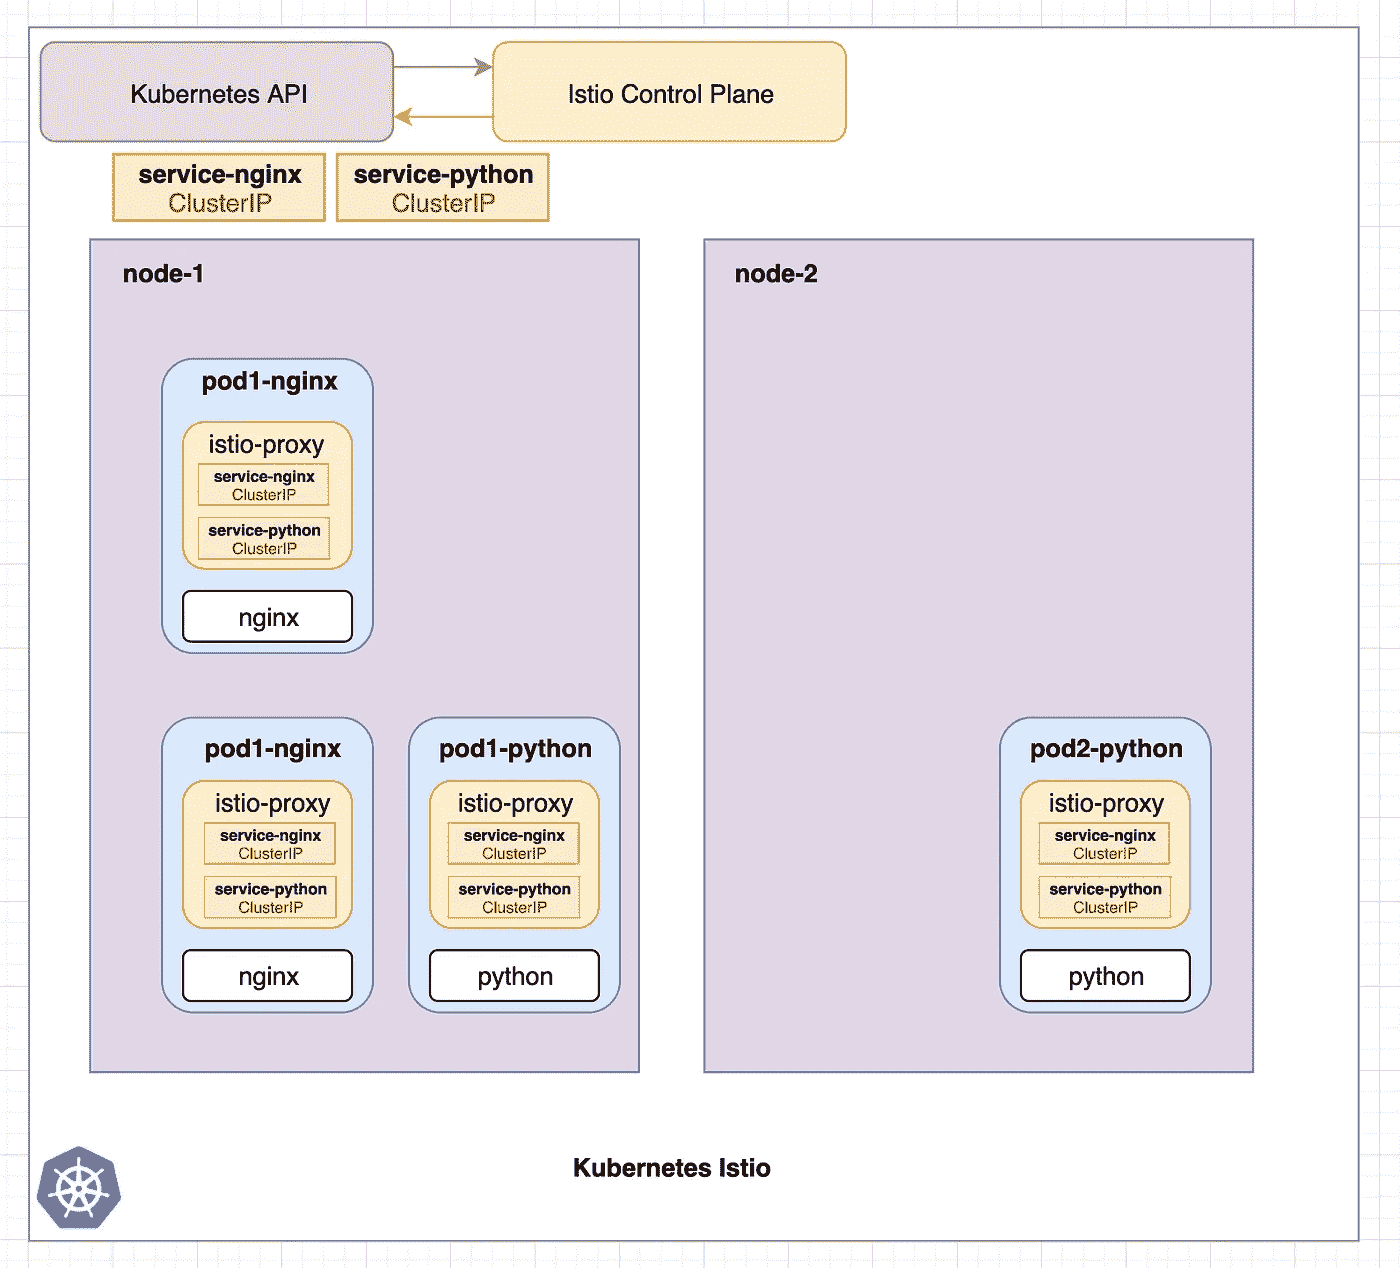 Kubernetes API
Istio Control Plane
service-nginx
ClusterIP
service-python
ClusterIP
node-1
pod1-nginx
istio-proxy
service-nginx
ClusterIP
service-python
ClusterIP
nginx
pod1-nginx
istio-proxy
service-nginx
ClusterIP
service-python
ClusterIP
nginx
pod1-python
istio-proxy
service-nginx
ClusterIP
service-python
ClusterIP
python
node-2
pod2-python
istio-proxy
service-nginx
ClusterIP
service-python
ClusterIP
python
Kubernetes Istio